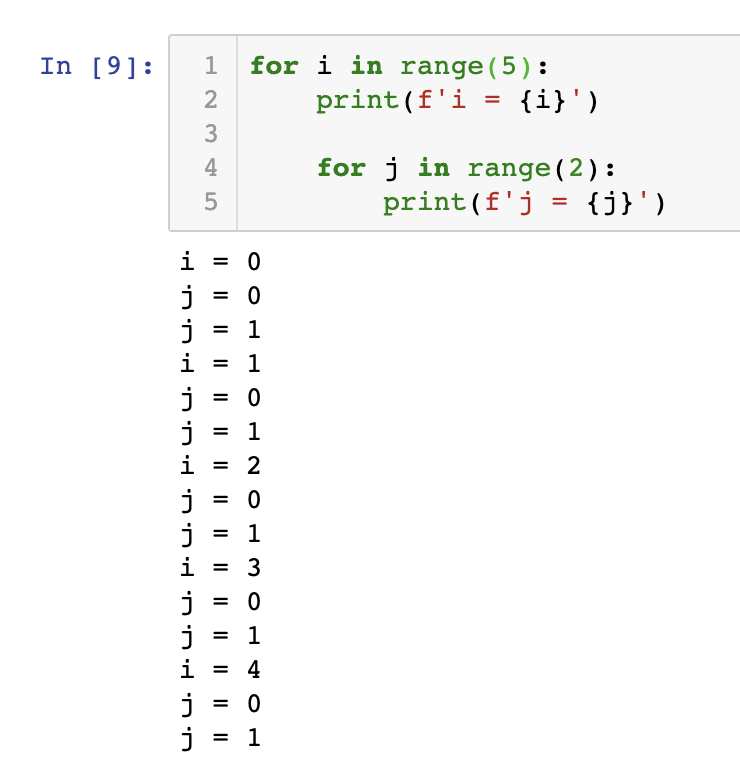 In [9]:
1 for i in range(5):
2     print(f'i = {i}')
3
4     for j in range(2):
5         print(f'j = {j}')
i = 0
j = 0
j = 1
i = 1
j = 0
j = 1
i = 2
j = 0
j = 1
i = 3
j = 0
j = 1
i = 4
j = 0
j = 1